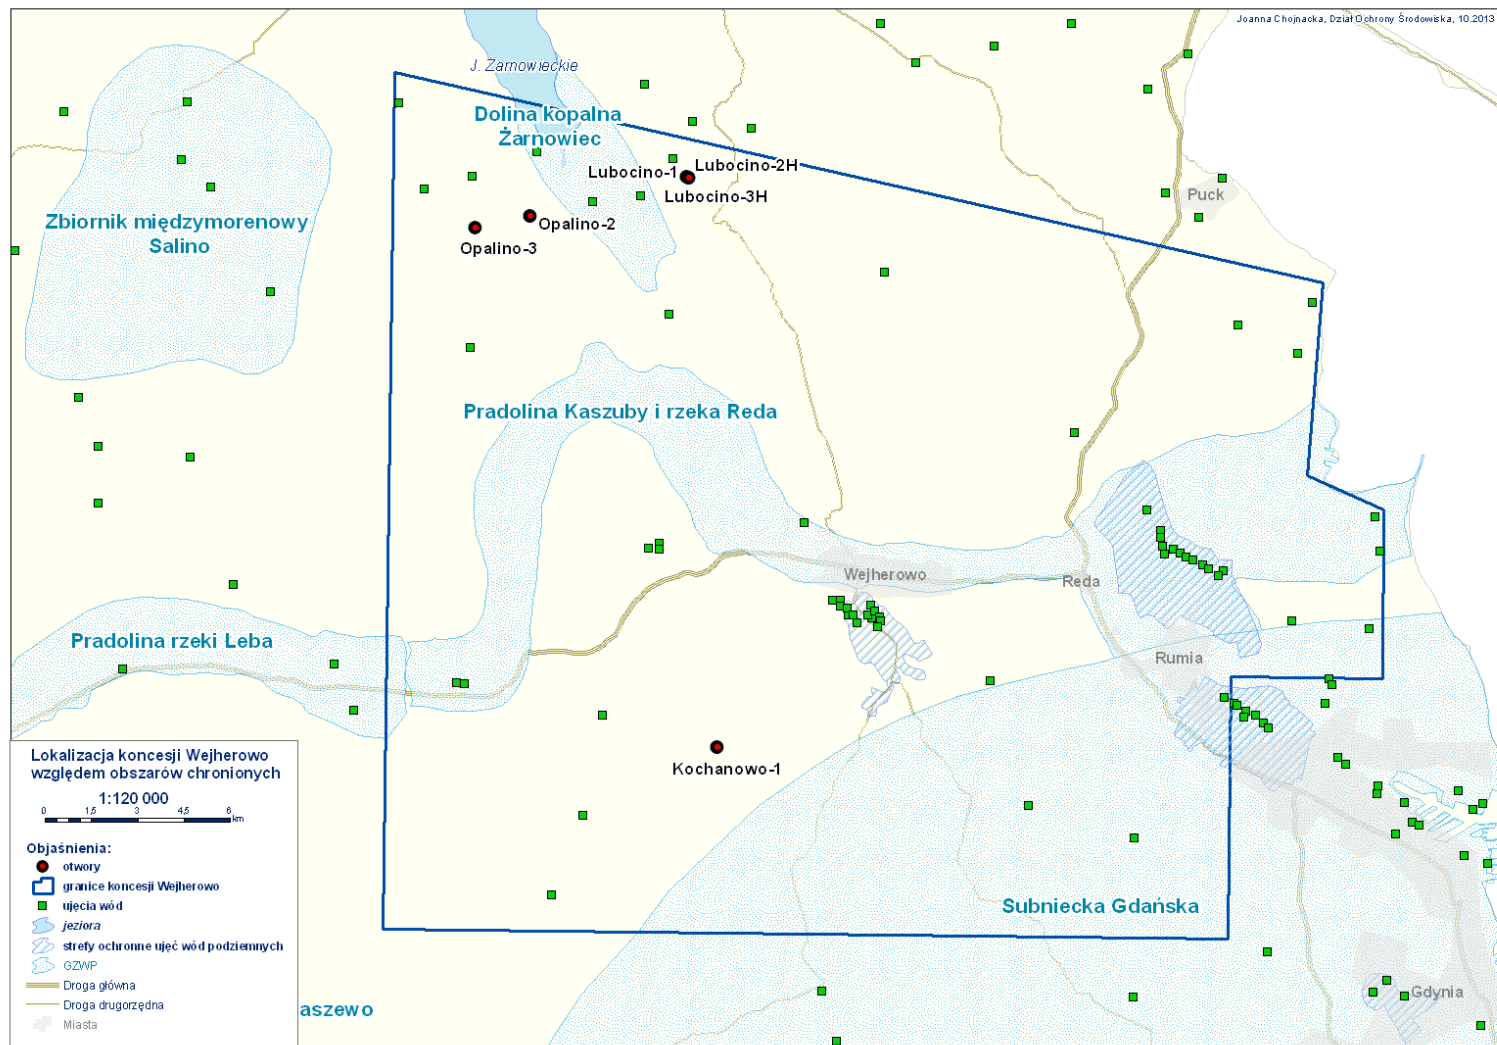 Joanna Chojnacka, Dział Ochrony Środowiska, 10.2013
J. Żarnowieckie
Dolina kopalna
Żarnowiec
Lubocino-1
Lubocino-2H
Lubocino-3H
Puck
Zbiornik międzymorenowy
Salino
Opalino-2
Opalino-3
Pradolina Kaszuby i rzeka Reda
Wejherowo
Reda
Pradolina rzeki Łeba
Rumia
Kochanowo-1
Subniecka Gdańska
Gdynia
aszewo
Lokalizacja koncesji Wejherowo
względem obszarów chronionych
1:120 000
0 1,5 3 4,5 6
km
Objaśnienia:
otwory
granice koncesji Wejherowo
ujęcia wód
jeziora
strefy ochronne ujęć wód podziemnych
GZWP
Droga główna
Droga drugorzędna
Miasta